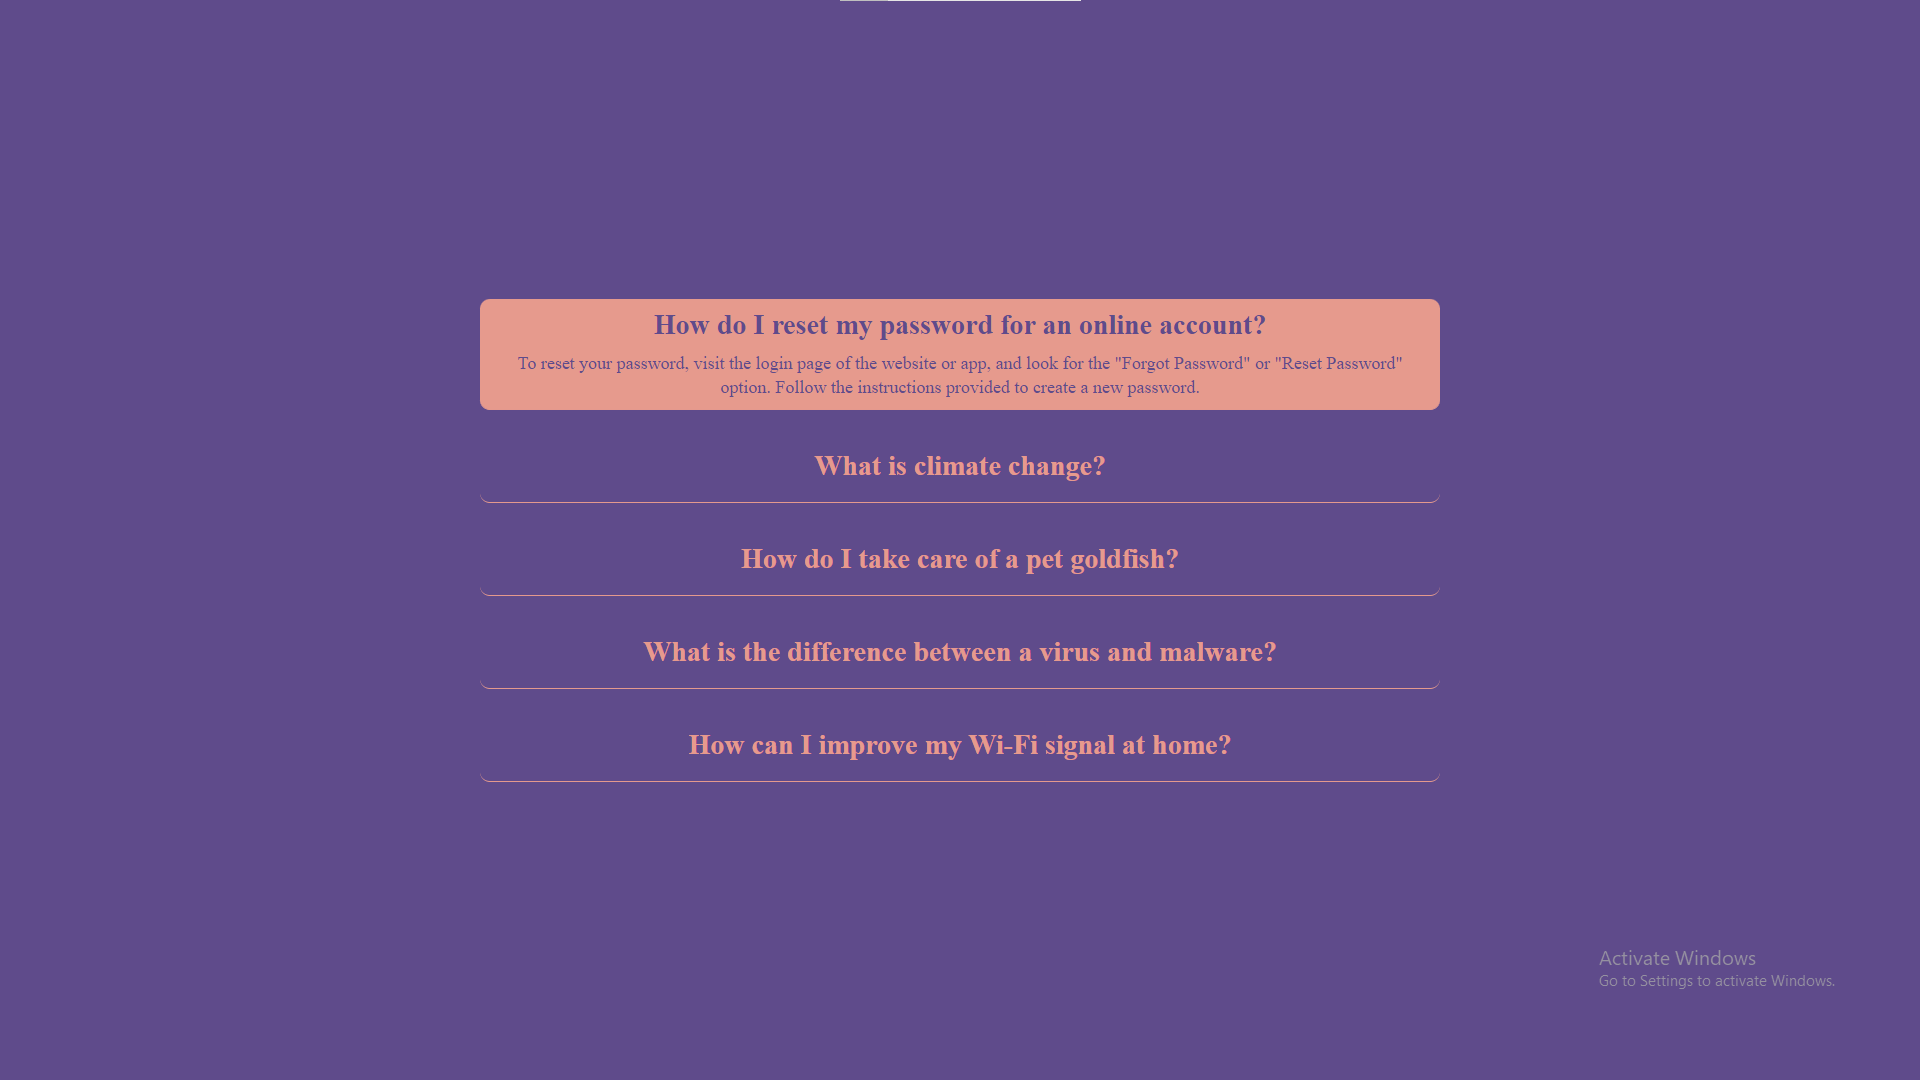 How do I reset my password for an online account?
To reset your password, visit the login page of the website or app, and look for the "Forgot Password" or "Reset Password"
option. Follow the instructions provided to create a new password.
What is climate change?
How do I take care of a pet goldfish?
What is the difference between a virus and malware?
How can I improve my Wi-Fi signal at home?
Activate Windows
Go to Settings to activate Windows.